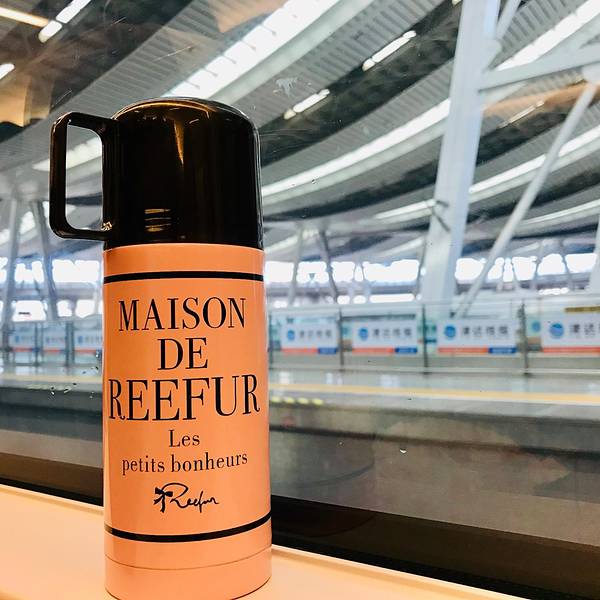 MAISON
DE
REEFUR
Les
petits bonheurs
Reefur